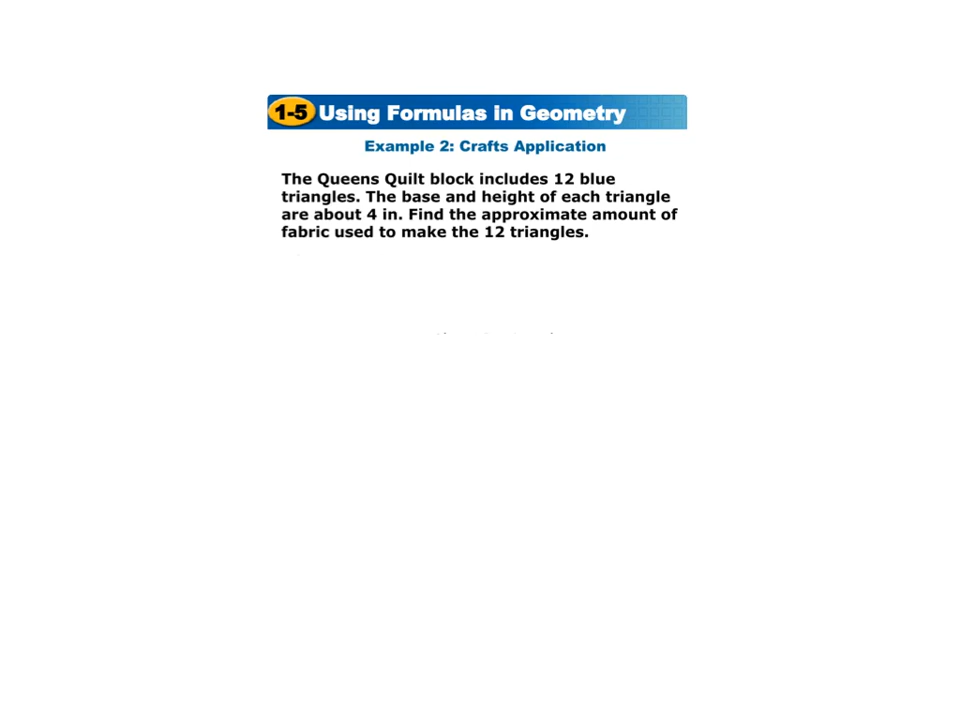 1-5 Using Formulas in Geometry
Example 2: Crafts Application
The Queens Quilt block includes 12 blue
triangles. The base and height of each triangle
are about 4 in. Find the approximate amount of
fabric used to make the 12 triangles.